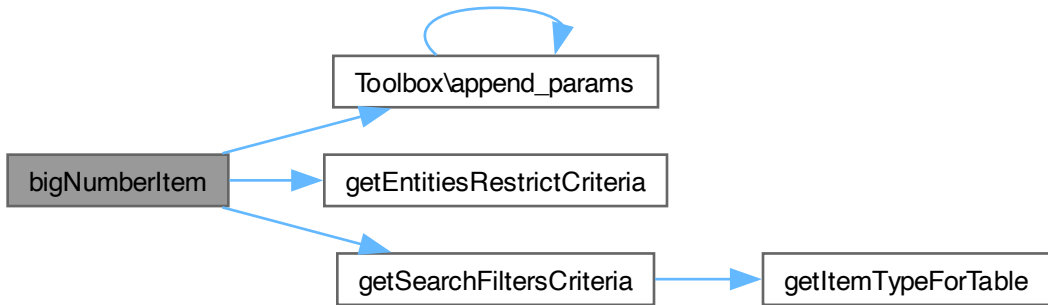 Toolbox\append_params
bigNumberItem
getEntitiesRestrictCriteria
getSearchFiltersCriteria
getItemTypeForTable